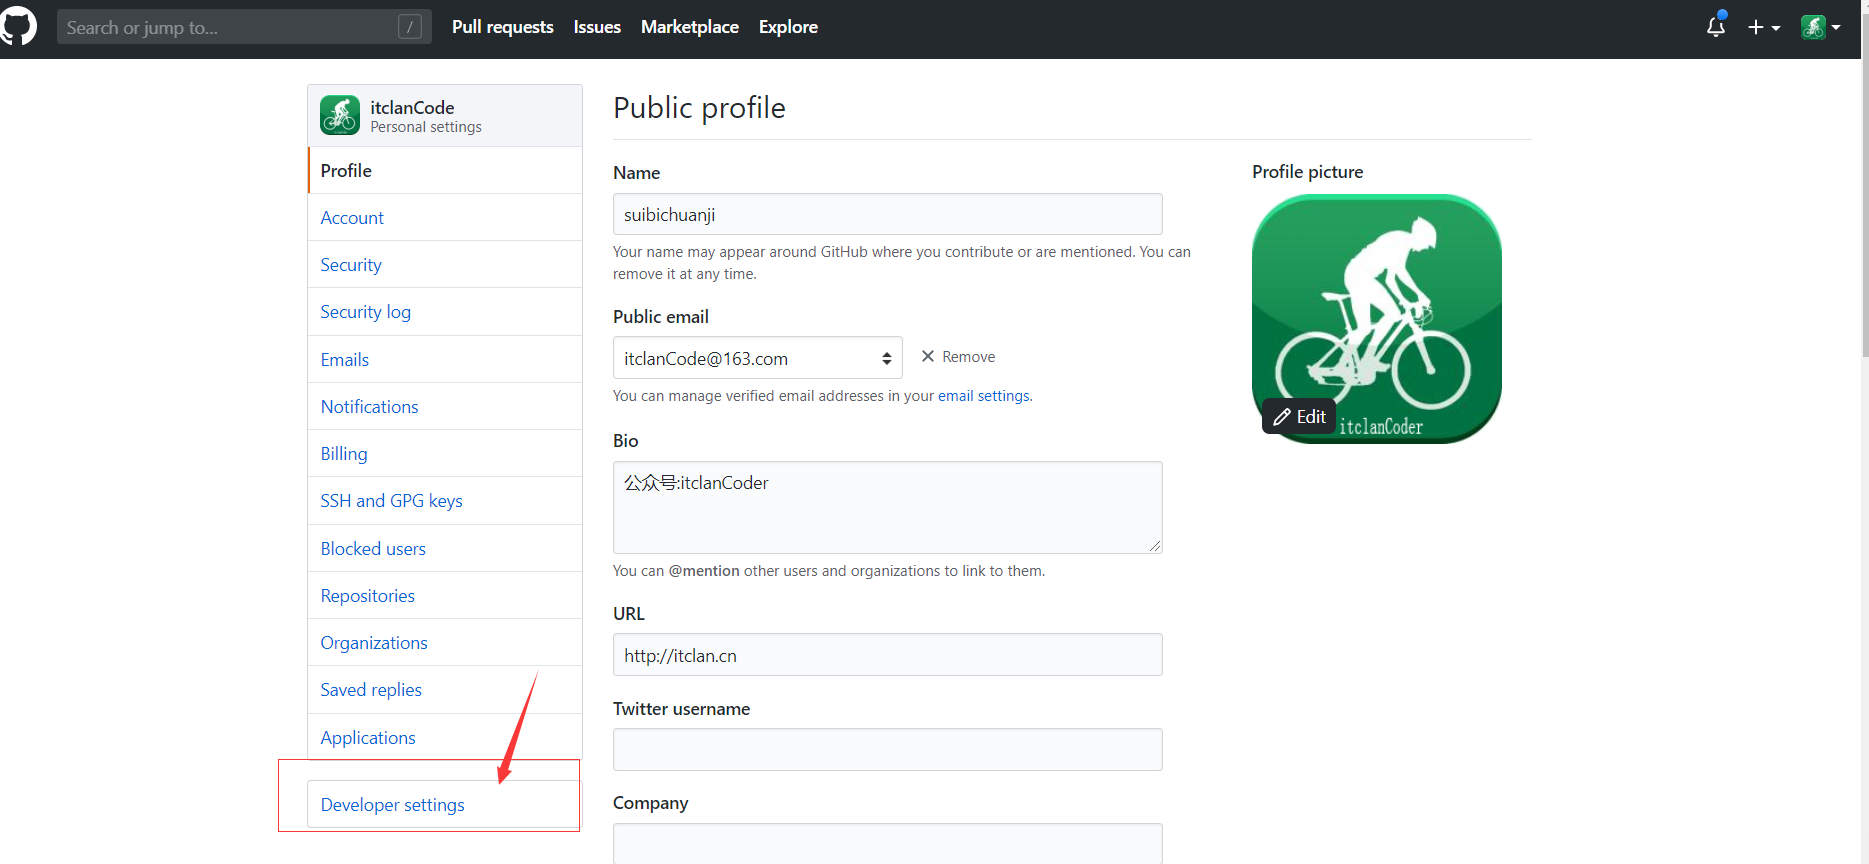 Search or jump to... /
Pull requests Issues Marketplace Explore
itclanCode
Personal settings
Profile
Account
Security
Security log
Emails
Notifications
Billing
SSH and GPG keys
Blocked users
Repositories
Organizations
Saved replies
Applications
Developer settings
Public profile
Name
suibichuanji
Your name may appear around GitHub where you contribute or are mentioned. You can
remove it at any time.
Public email
itclanCode@163.com
Remove
You can manage verified email addresses in your email settings.
Bio
公众号:itclanCoder
You can @mention other users and organizations to link to them.
URL
http://itclan.cn
Twitter username
Company
Profile picture
Edit
itclanCoder